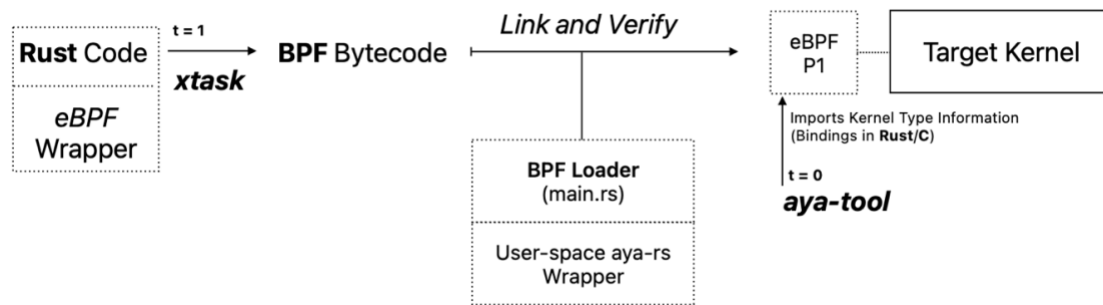 Rust Code
eBPF
Wrapper
t = 1
xtask
BPF Bytecode
Link and Verify
BPF Loader
(main.rs)
User-space aya-rs
Wrapper
eBPF
P1
Target Kernel
Imports Kernel Type Information
(Bindings in Rust/C)
t = 0
aya-tool